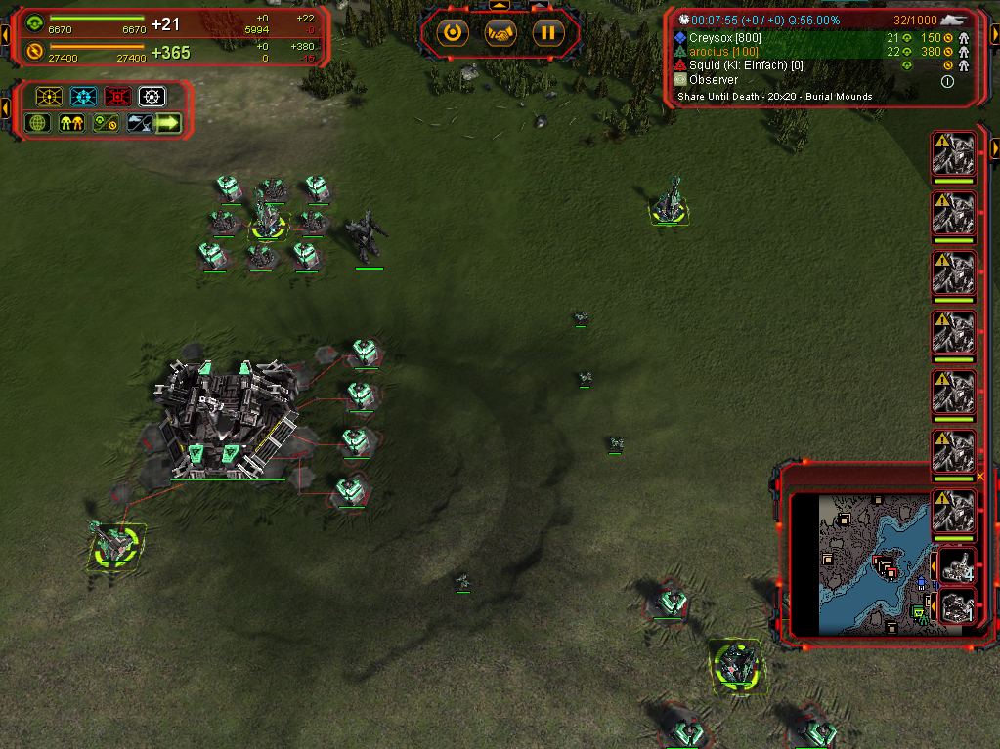 +21
+0
+22
6670
6670
5994
-0
+365
+0
+380
27400
27400
0
-15
00:07:55 (+0 / +0) Q:56.00%
32/1000
Creysox [800] 21 150
arocius [100] 22 380
Squid (KI: Einfach) [0]
Observer
Share Until Death - 20x20 - Burial Mounds
4
1